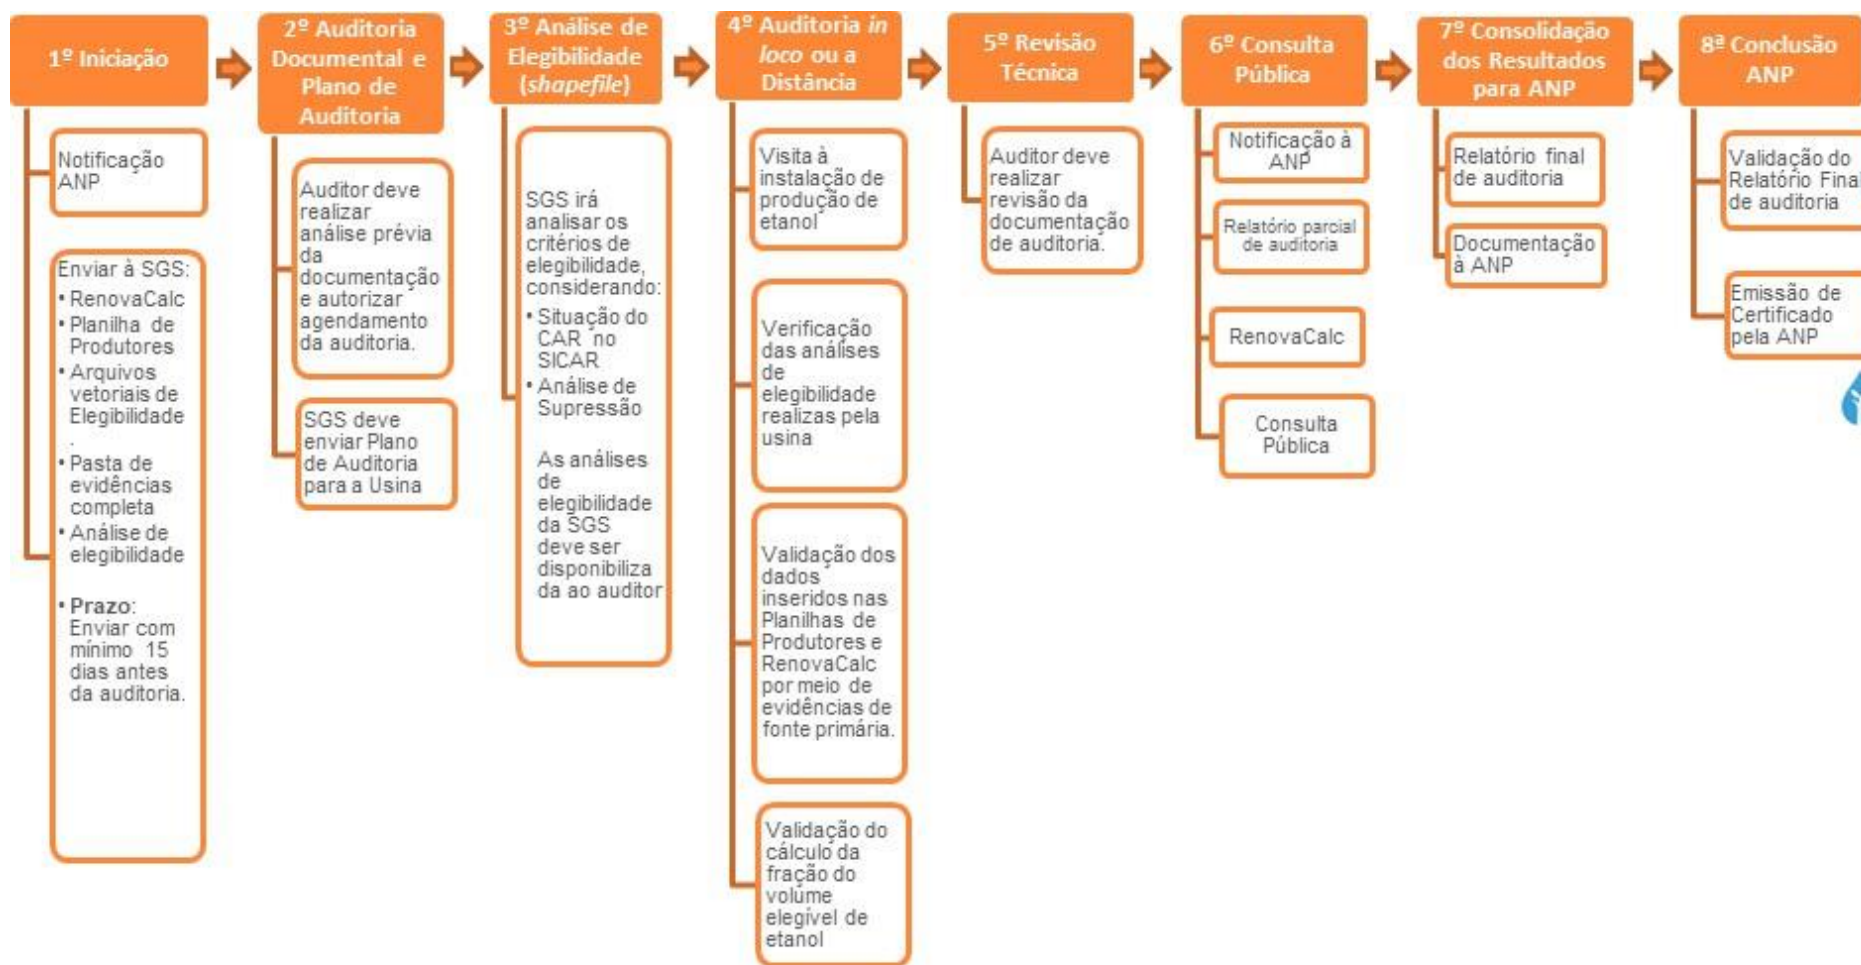 1º Iniciação
Notificação
ANP
Enviar à SGS:
• RenovaCalc
• Planilha de
Produtores
• Arquivos
vetoriais de
Elegibilidade
.
• Pasta de
evidências
completa
• Análise de
elegibilidade
• Prazo:
Enviar com
mínimo 15
dias antes
da auditoria.
2º Auditoria
Documental e
Plano de
Auditoria
Auditor deve
realizar
análise prévia
da
documentação
e autorizar
agendamento
da auditoria.
SGS deve
enviar Plano
de Auditoria
para a Usina
3º Análise de
Elegibilidade
(shapefile)
SGS irá
analisar os
critérios de
elegibilidade,
considerando:
• Situação do
CAR no
SICAR
• Análise de
Supressão
As análises
de
elegibilidade
da SGS
deve ser
disponibiliza
da ao auditor
4º Auditoria in
loco ou a
Distância
Visita à
instalação de
produção de
etanol
Verificação
das análises
de
elegibilidade
realizas pela
usina
Validação dos
dados
inseridos nas
Planilhas de
Produtores e
RenovaCalc
por meio de
evidências de
fonte primária.
Validação do
cálculo da
fração do
volume
elegível de
etanol
5º Revisão
Técnica
Auditor deve
realizar
revisão da
documentação
de auditoria.
6º Consulta
Pública
Notificação à
ANP
Relatório parcial
de auditoria
RenovaCalc
Consulta
Pública
7º Consolidação
dos Resultados
para ANP
Relatório final
de auditoria
Documentação
à ANP
8ª Conclusão
ANP
Validação do
Relatório Final
de auditoria
Emissão de
Certificado
pela ANP